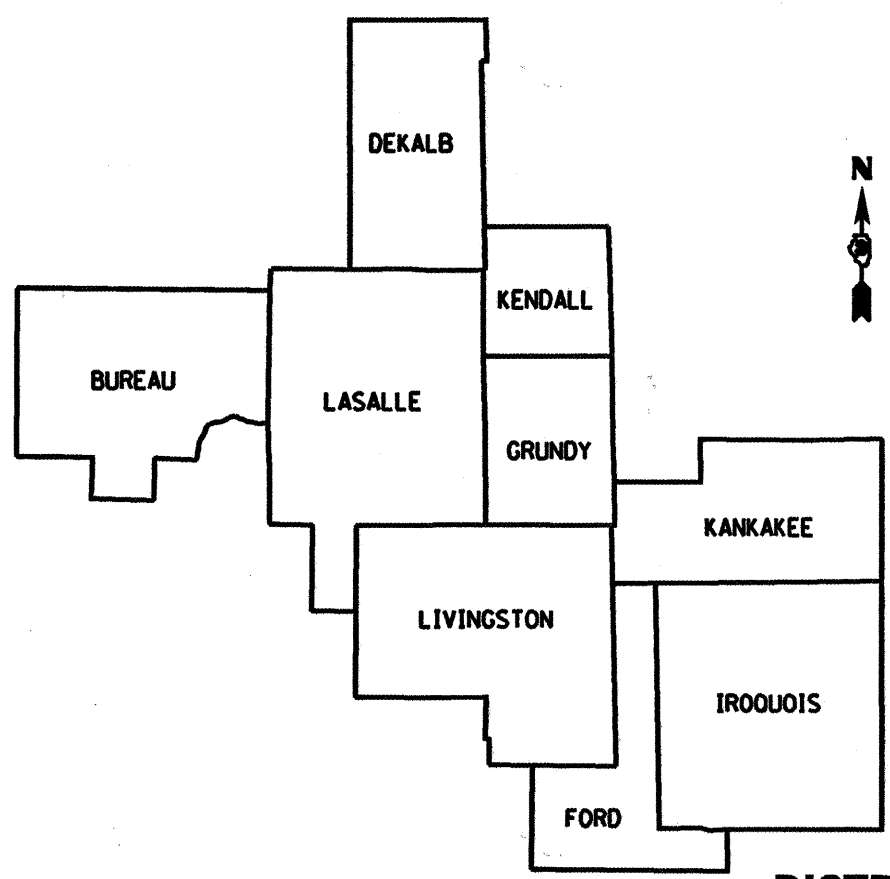 DEKALB
N
KENDALL
BUREAU
LASALLE
GRUNDY
KANKAKEE
LIVINGSTON
IROQUOIS
FORD